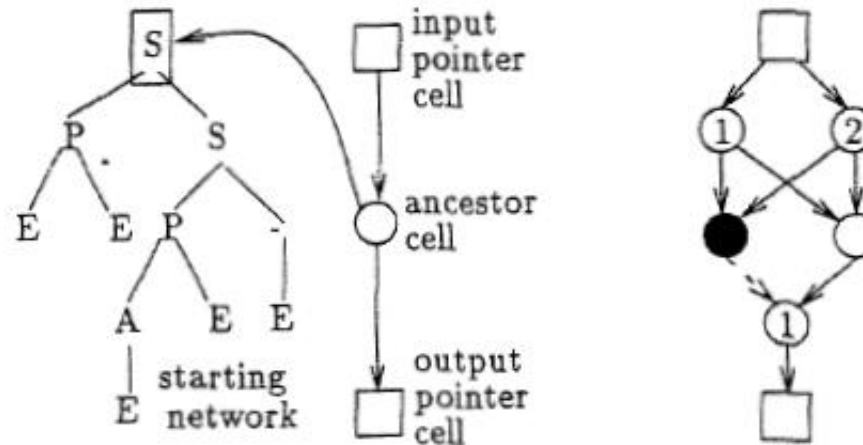 S
P
S
E
E
P
-
A
E
E
E
starting
network
input
pointer
cell
ancestor
cell
output
pointer
cell
1
2
1